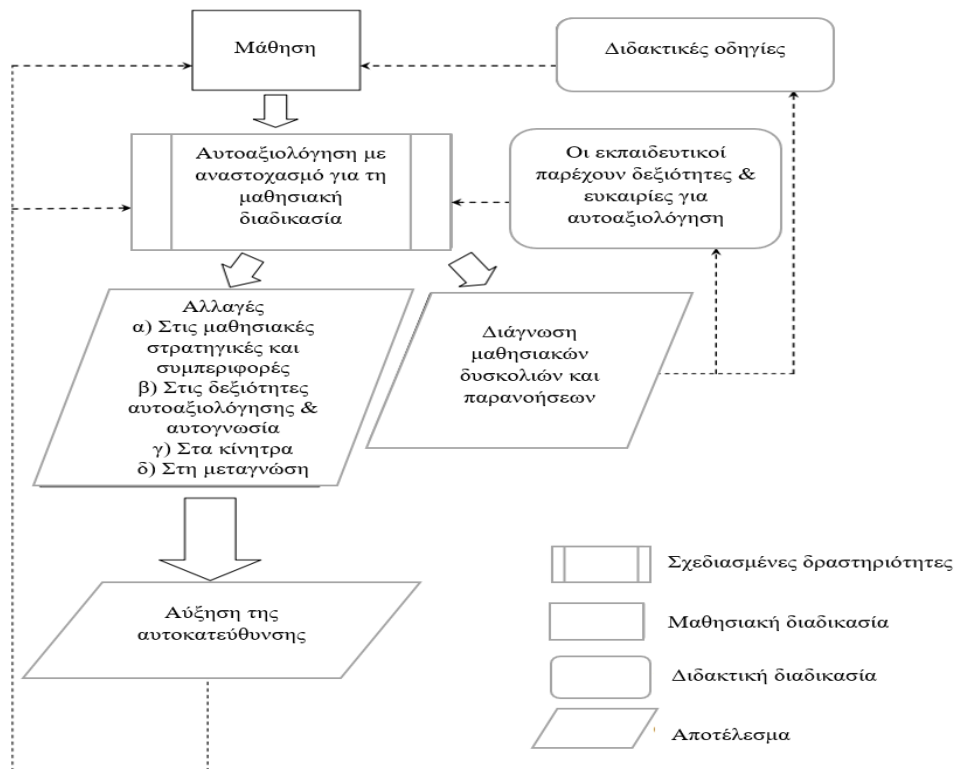 Μάθηση
Διδακτικές οδηγίες
Αυτοαξιολόγηση με
αναστοχασμό για τη
μαθησιακή
διαδικασία
Οι εκπαιδευτικοί
παρέχουν δεξιότητες &
ευκαιρίες για
αυτοαξιολόγηση
Αλλαγές
α) Στις μαθησιακές
στρατηγικές και
συμπεριφορές
β) Στις δεξιότητες
αυτοαξιολόγησης &
αυτογνωσία
γ) Στα κίνητρα
δ) Στη μεταγνώση
Διάγνωση
μαθησιακών
δυσκολιών και
παρανοήσεων
Αύξηση της
αυτοκατεύθυνσης
Σχεδιασμένες δραστηριότητες
Μαθησιακή διαδικασία
Διδακτική διαδικασία
Αποτέλεσμα